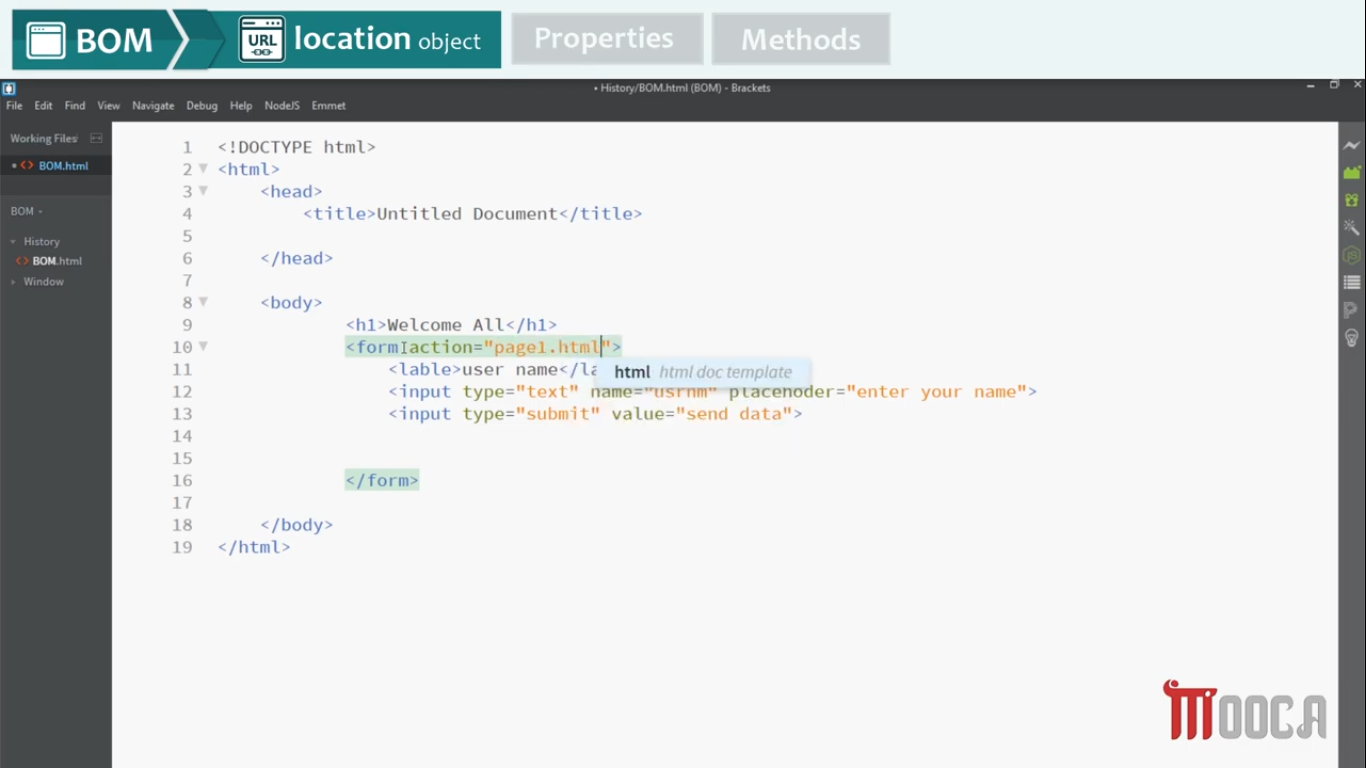 BOM location object Properties Methods
• History/BOM.html (BOM) - Brackets
File Edit Find View Navigate Debug Help NodeJS Emmet
Working Files
• <> BOM.html
BOM
History
<> BOM.html
Window
1 <!DOCTYPE html>
2 <html>
3 <head>
4 <title>Untitled Document</title>
5
6 </head>
7
8 <body>
9 <h1>Welcome All</h1>
10 <form action="page1.html">
11 <lable>user name</la
html html doc template
12 <input type="text" name="usrnm" placehoder="enter your name">
13 <input type="submit" value="send data">
14
15
16 </form>
17
18 </body>
19 </html>
MOOCA